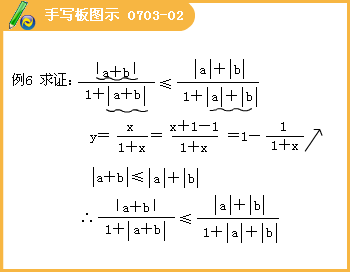 手写板图示 0703-02
例6 求证: |a+b| / 1+|a+b| ≤ |a|+|b| / 1+|a|+|b|
y= x / 1+x = x+1-1 / 1+x =1- 1 / 1+x ↗
|a+b|≤|a|+|b|
∴ |a+b| / 1+|a+b| ≤ |a|+|b| / 1+|a|+|b|